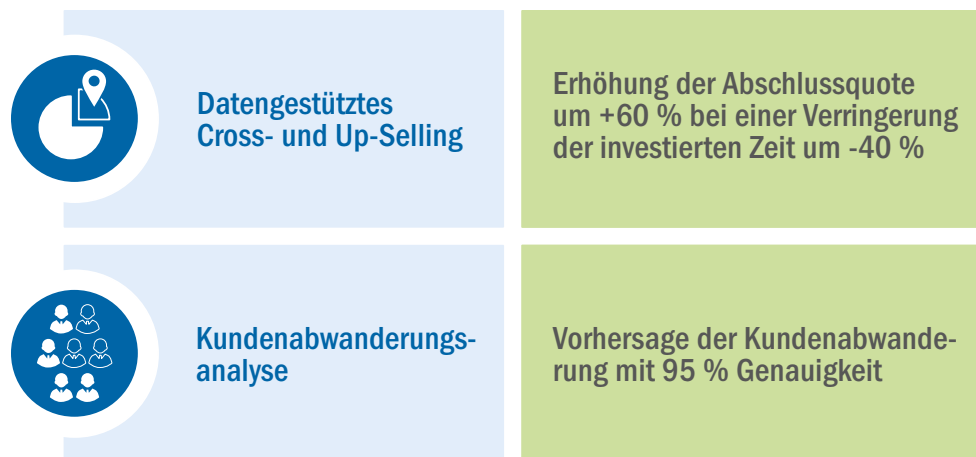 Datengestütztes
Cross- und Up-Selling
Erhöhung der Abschlussquote
um +60 % bei einer Verringerung
der investierten Zeit um -40 %
Kundenabwanderungs-
analyse
Vorhersage der Kundenabwande-
rung mit 95 % Genauigkeit